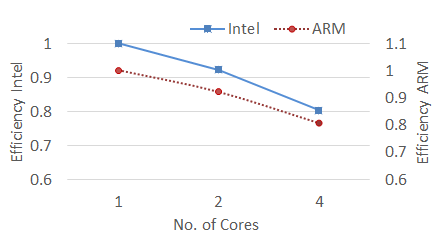 Intel ARM
1 1.1
0.9 1
0.8 0.9
0.7 0.8
0.6 0.7
0.6
1 2 4
No. of Cores
Efficiency Intel
Efficiency ARM